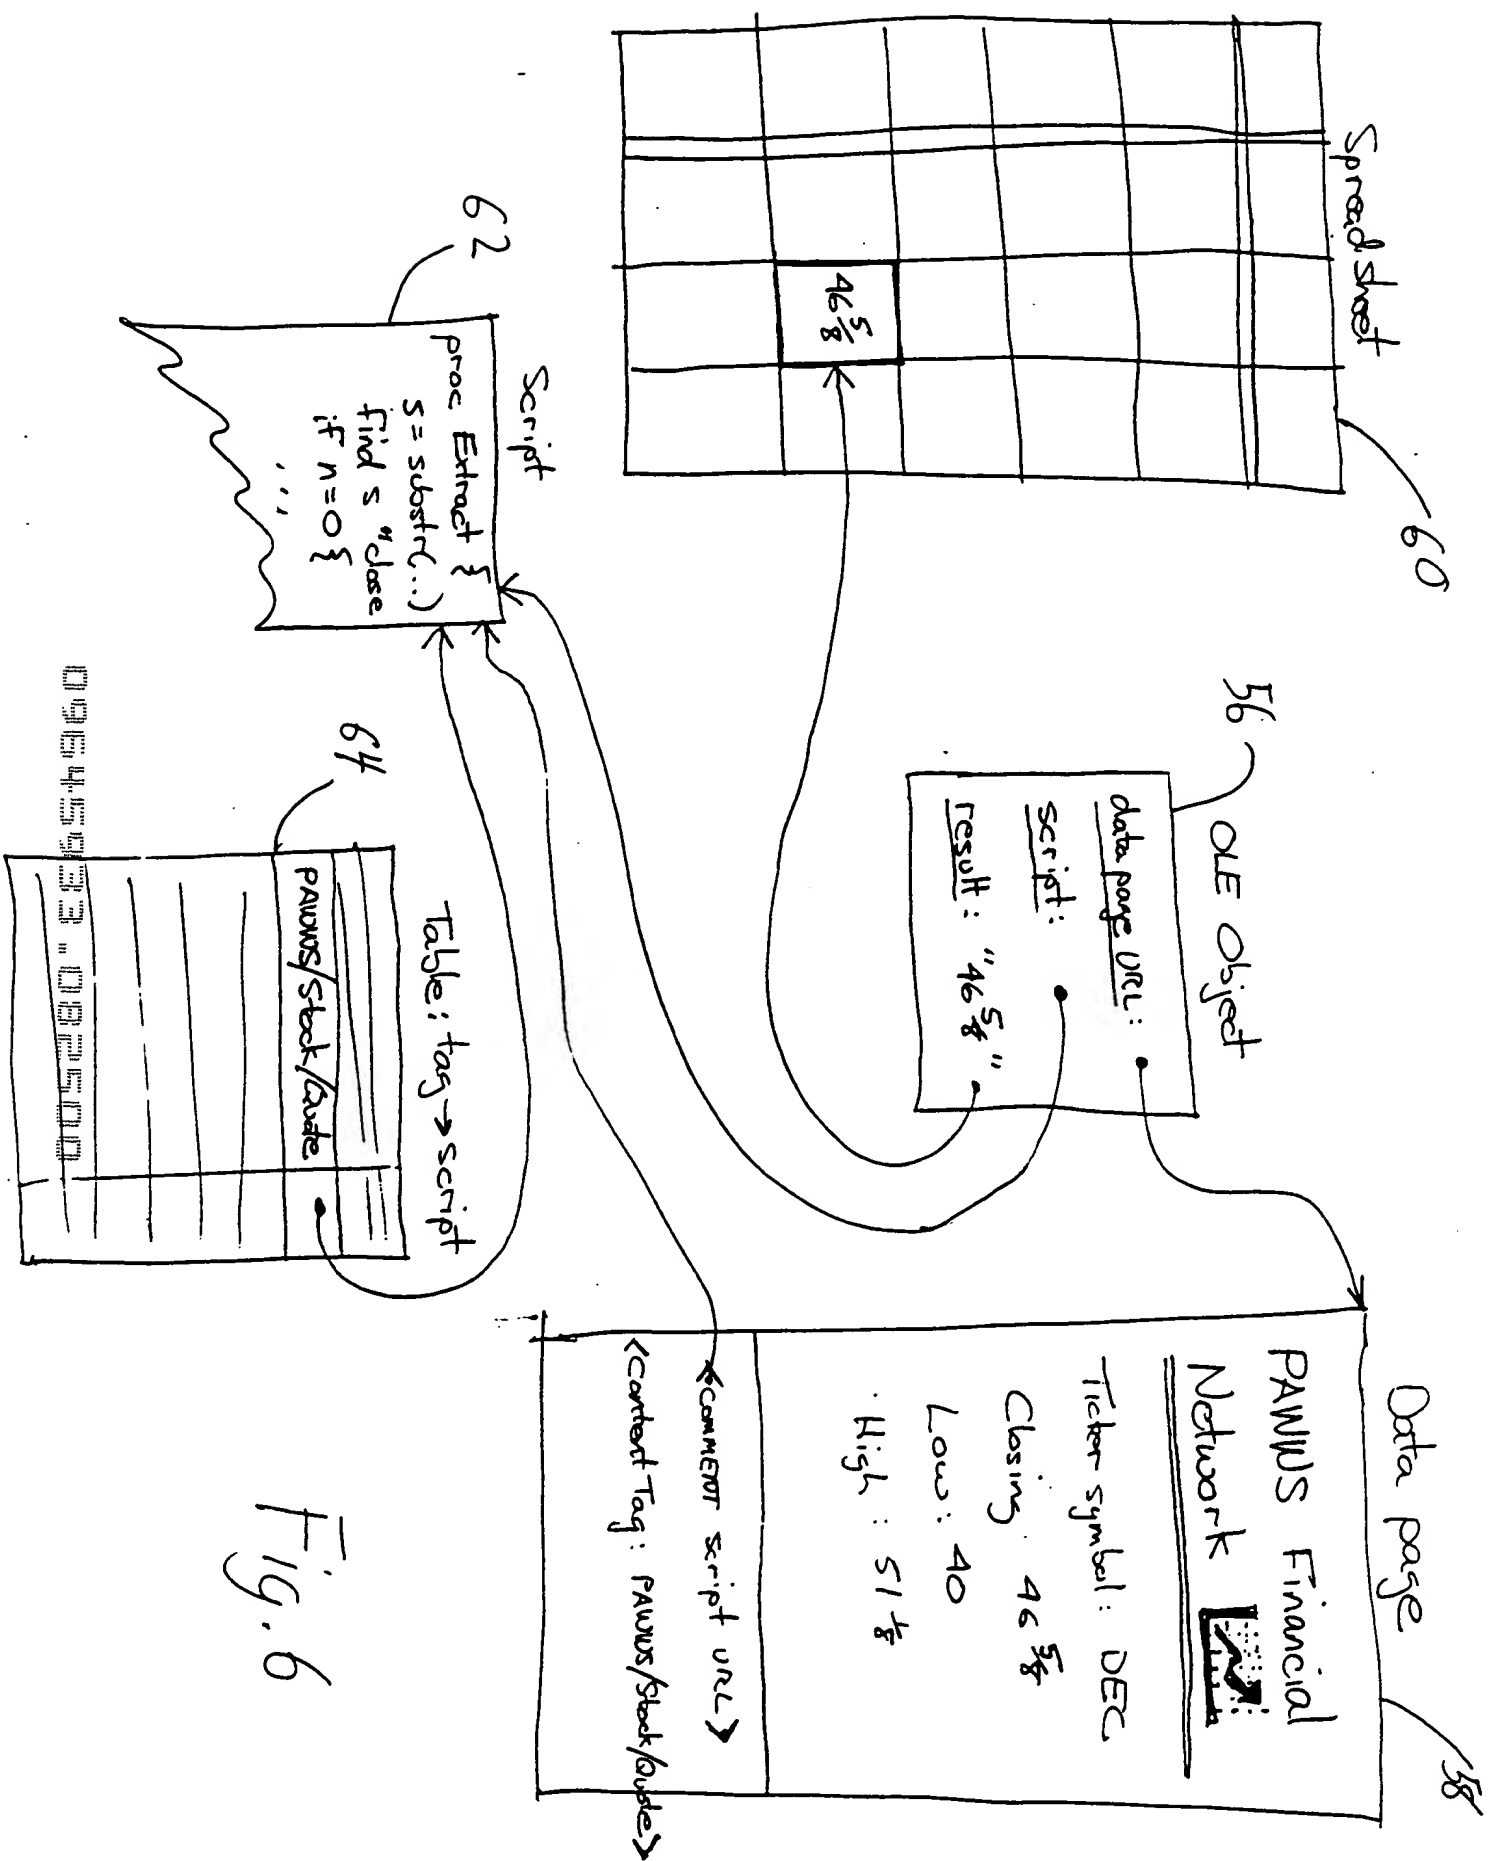 Spreadsheet
60
46 5/8
56
OLE Object
data page URL:
script:
result: "46 5/8"
Data page
58
PAWWS Financial
Network
Ticker symbol: DEC
Closing: 46 5/8
Low: 40
High: 51 1/8
<COMMENT script URL>
<Content Tag: PAWWS/Stock/Quote>
62
Script
proc Extract {
s=substr(...)
find s "close
if n=0 {
...
64
Table: tag→script
PAWWS/Stock/Quote
09645933.082500
Fig. 6